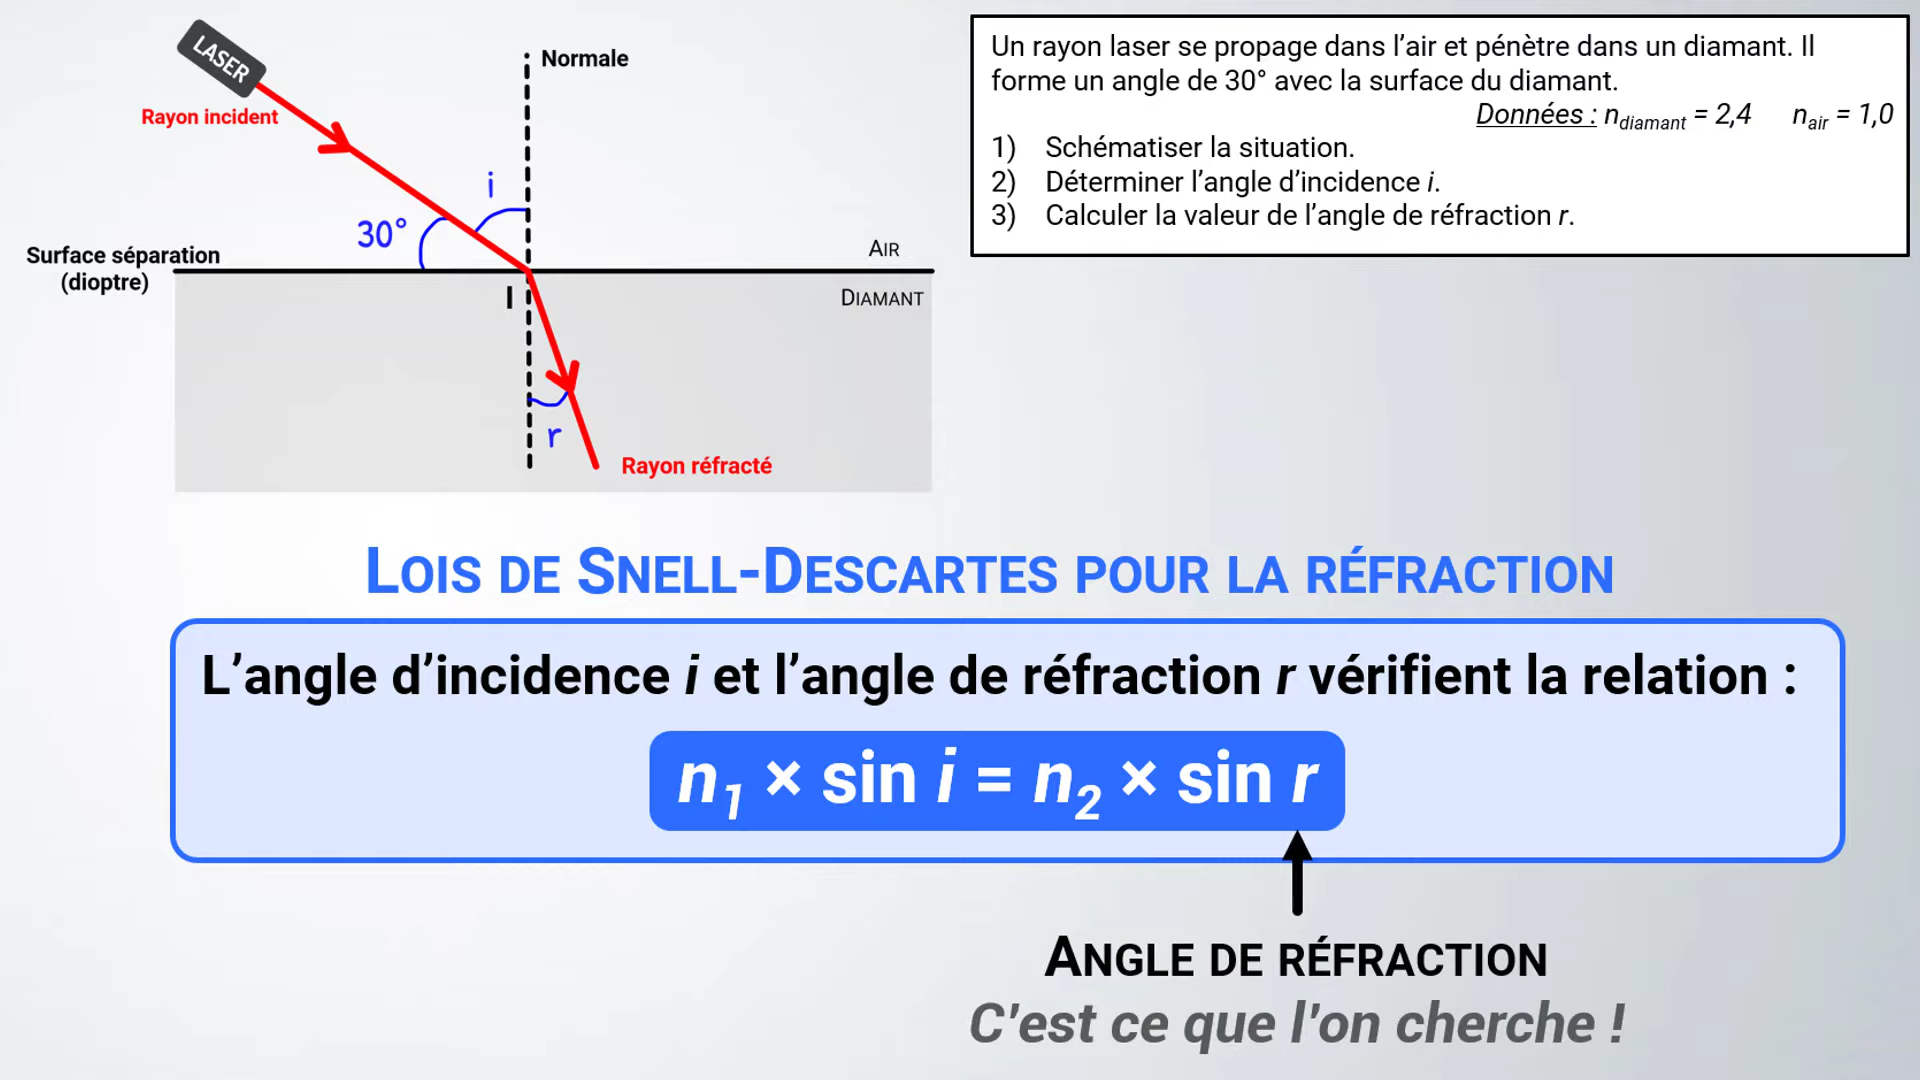 LASER
Normale
Rayon incident
i
30°
Surface séparation
(dioptre)
AIR
I
DIAMANT
r
Rayon réfracté
Un rayon laser se propage dans l’air et pénètre dans un diamant. Il
forme un angle de 30° avec la surface du diamant.
Données : n_diamant = 2,4 n_air = 1,0
1) Schématiser la situation.
2) Déterminer l’angle d’incidence i.
3) Calculer la valeur de l’angle de réfraction r.
LOIS DE SNELL-DESCARTES POUR LA RÉFRACTION
L’angle d’incidence i et l’angle de réfraction r vérifient la relation :
n₁ × sin i = n₂ × sin r
ANGLE DE RÉFRACTION
C’est ce que l’on cherche !